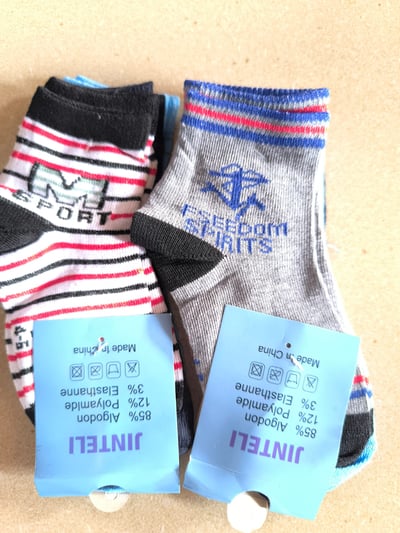 M
SPORT
FSEEDOM
SPIRITS
JINTELI
85% Algodon
12% Polyamide
3% Elasthanne
Made in China
JINTELI
85% Algodon
12% Polyamide
3% Elasthanne
Made in China